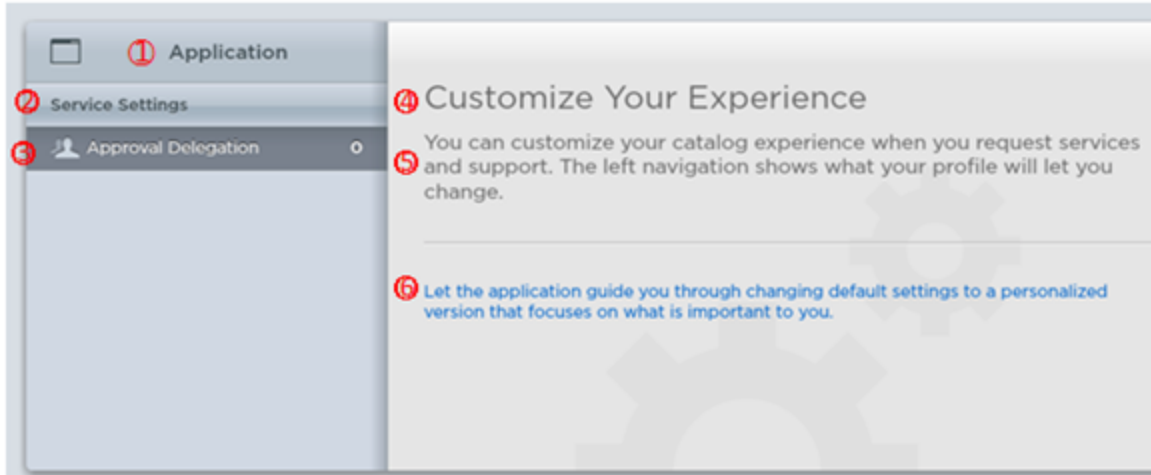 ① Application
② Service Settings
③ Approval Delegation 0
④ Customize Your Experience
You can customize your catalog experience when you request services
⑤ and support. The left navigation shows what your profile will let you
change.
⑥ Let the application guide you through changing default settings to a personalized
version that focuses on what is important to you.